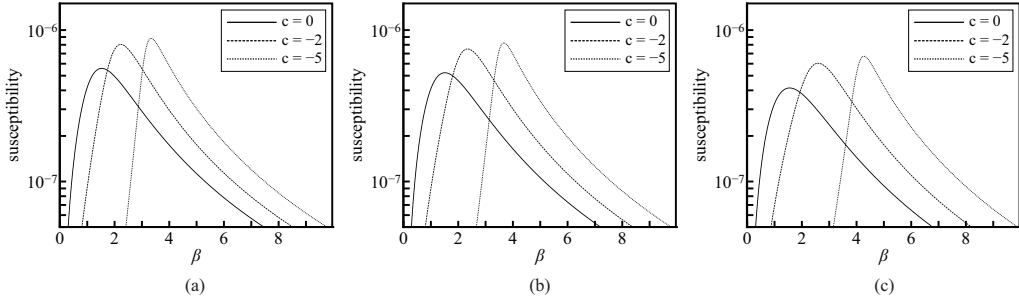 susceptibility
10⁻⁶
10⁻⁷
c = 0
c = −2
c = −5
0 2 4 6 8
β
(a)
susceptibility
10⁻⁶
10⁻⁷
c = 0
c = −2
c = −5
0 2 4 6 8
β
(b)
susceptibility
10⁻⁶
10⁻⁷
c = 0
c = −2
c = −5
0 2 4 6 8
β
(c)